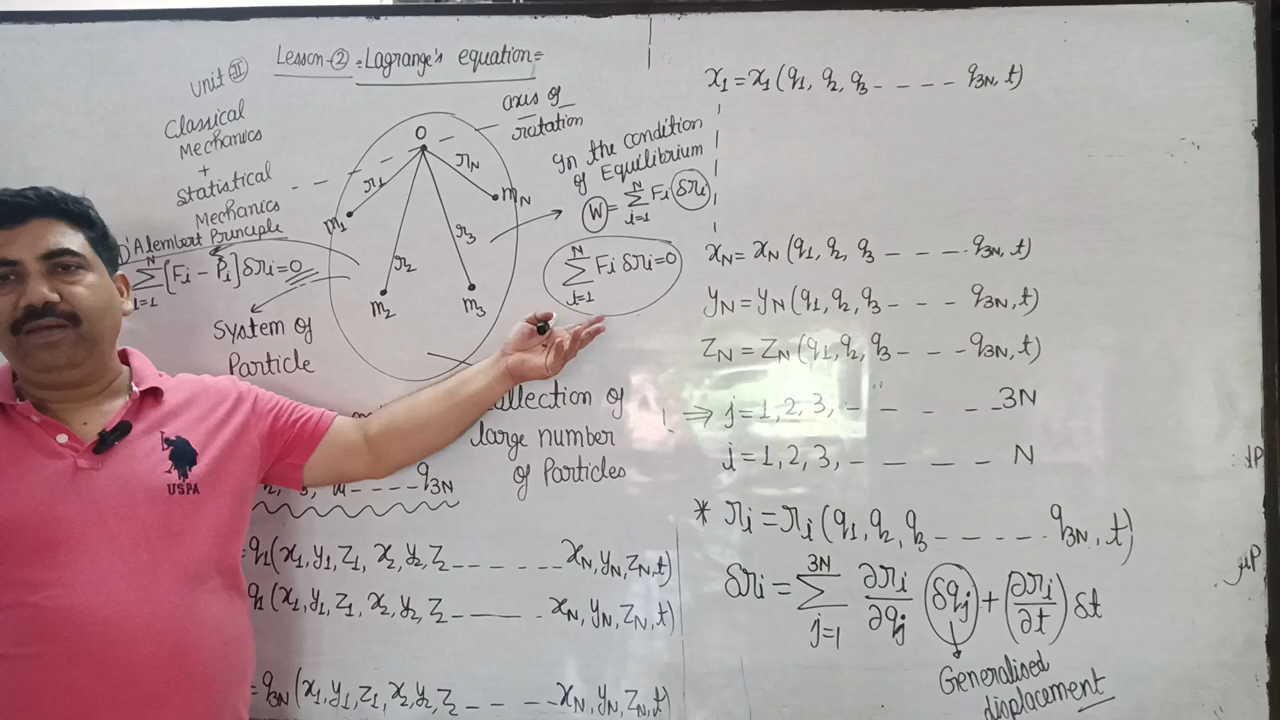 Lesson-② :- Lagrange's equation=
Unit Ⅱ
Classical
Mechanics
+
Statistical
Mechanics
axis of
rotation
O
r1
r2
r3
rN
m1
m2
m3
mN
D'Alembert Principle
∑_{i=1}^{N} [Fi - Ṗi] δri=0
System of
Particle
In the condition
of Equilibrium
W = ∑_{i=1}^{N} Fi δri
∑_{i=1}^{N} Fi δri=0
Collection of
large number
of Particles
q3N
=q1(x1, y1, z1, x2, y2, z2 - - - - - - xN, yN, zN, t)
q1(x1, y1, z1, x2, y2, z2 - - - - - xN, yN, zN, t)
=q3N (x1, y1, z1, x2, y2, z2 - - - - xN, yN, zN, t)
USPA
x1 = x1 (q1, q2, q3 - - - - - q3N, t)
xN = xN (q1, q2, q3 - - - - - q3N, t)
yN = yN (q1, q2, q3 - - - - q3N, t)
zN = zN (q1, q2, q3 - - - q3N, t)
⇒ j = 1, 2, 3, - - - - - 3N
i = 1, 2, 3, - - - - - N
* ri = ri (q1, q2, q3 - - - - - - q3N, t)
δri = ∑_{j=1}^{3N} ∂ri/∂qj δqj + (∂ri/∂t) δt
Generalised
displacement